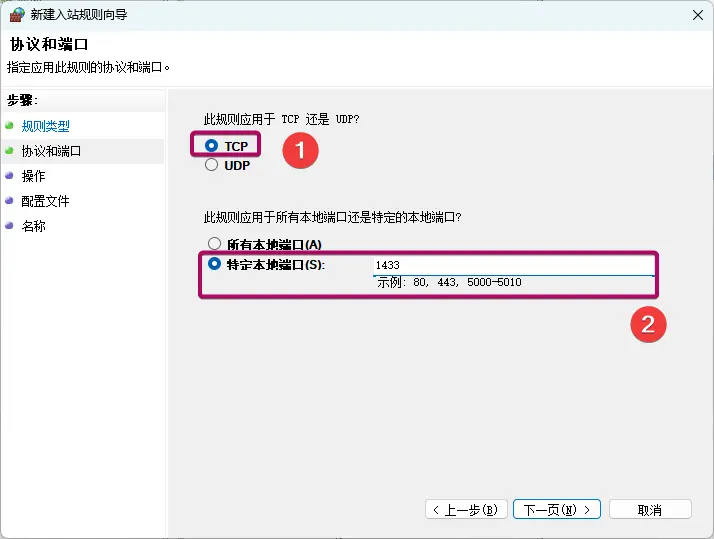 新建入站规则向导
协议和端口
指定应用此规则的协议和端口。
步骤:
规则类型
协议和端口
操作
配置文件
名称
此规则应用于 TCP 还是 UDP?
TCP
1
UDP
此规则应用于所有本地端口还是特定的本地端口?
所有本地端口(A)
特定本地端口(S):
1433
示例: 80, 443, 5000-5010
2
< 上一步(B)
下一页(N) >
取消